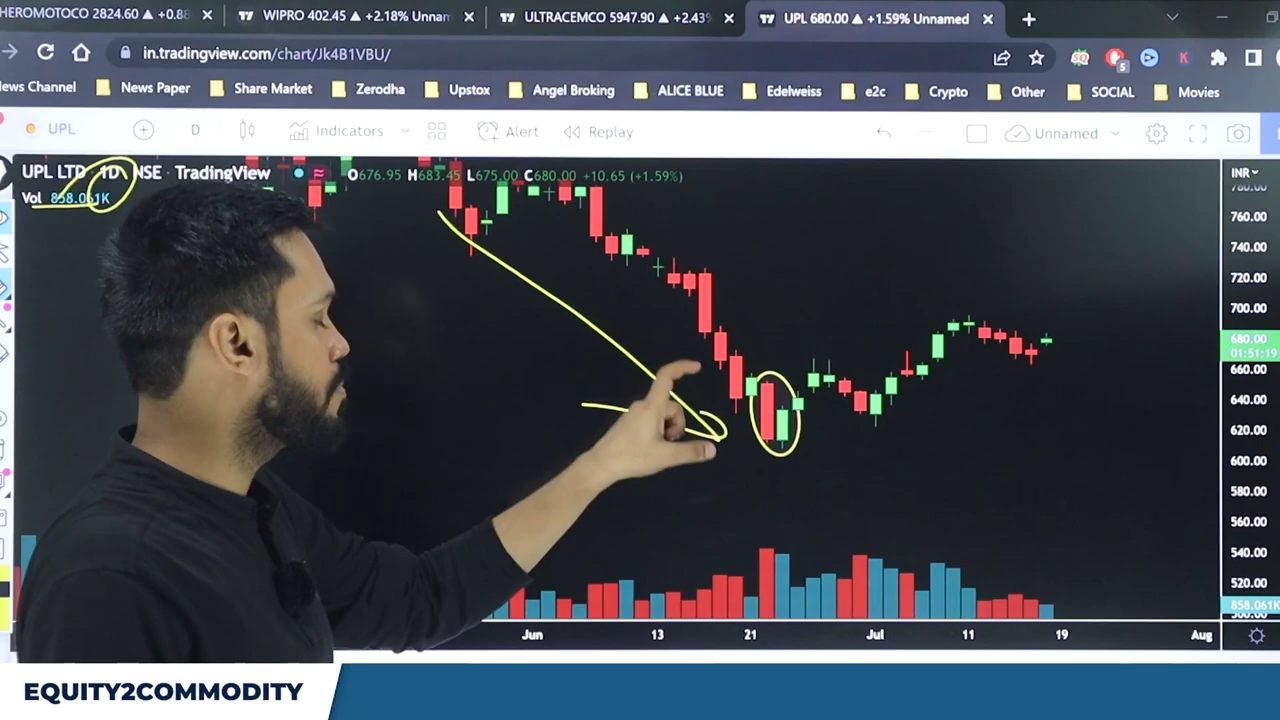 HEROMOTOCO 2824.60 ▲ +0.88
WIPRO 402.45 ▲ +2.18% Unnam
ULTRACEMCO 5947.90 ▲ +2.43%
UPL 680.00 ▲ +1.59% Unnamed
in.tradingview.com/chart/Jk4B1VBU/
ews Channel
News Paper
Share Market
Zerodha
Upstox
Angel Broking
ALICE BLUE
Edelweiss
e2c
Crypto
Other
SOCIAL
Movies
UPL
D
Indicators
Alert
Replay
Unnamed
UPL LTD 1D NSE TradingView
O676.95 H683.45 L675.00 C680.00 +10.65 (+1.59%)
INR
Vol 858.061K
780.00
760.00
740.00
720.00
700.00
680.00
01:51:19
660.00
640.00
620.00
600.00
580.00
560.00
540.00
520.00
858.061K
500.00
Jun
13
21
Jul
11
19
Aug
EQUITY2COMMODITY